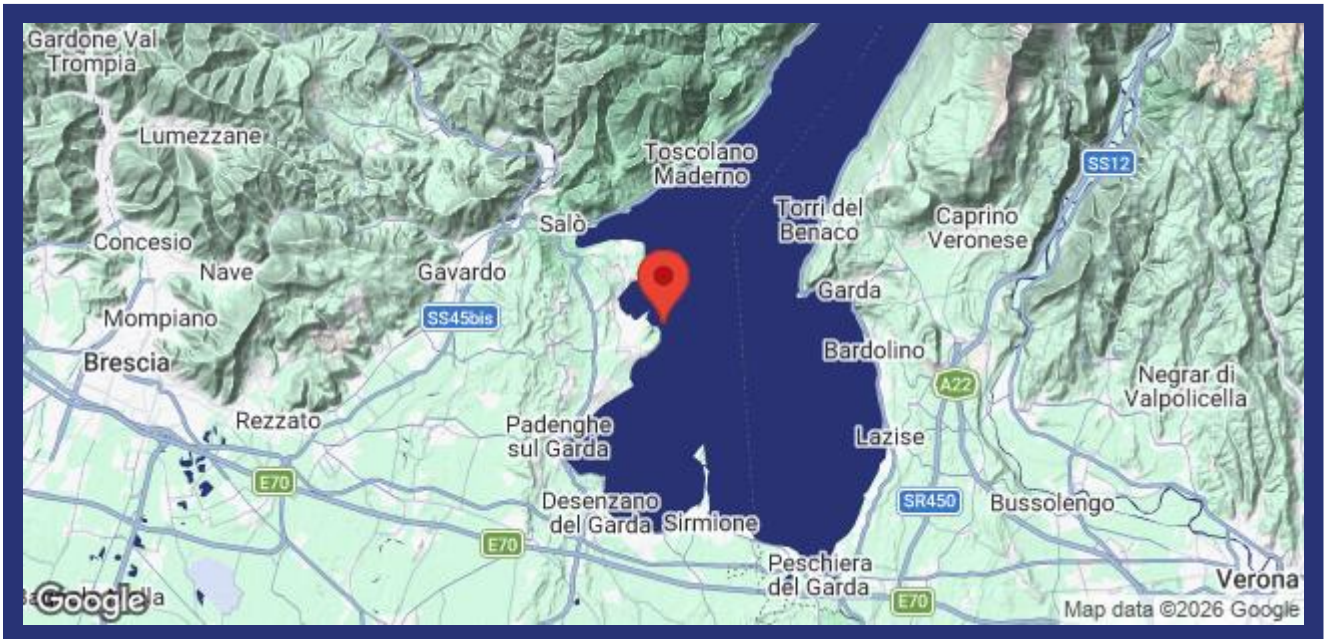 Gardone Val
Trompia
Lumezzane
Toscolano
Maderno
SS12
Salò
Torri del
Benaco
Caprino
Veronese
Concesio
Nave
Gavardo
Garda
Mompiano
SS45bis
Brescia
Bardolino
A22
Negrar di
Valpolicella
Rezzato
Padenghe
sul Garda
Lazise
E70
Desenzano
del Garda
Sirmione
SR450
Bussolengo
E70
Peschiera
del Garda
Verona
E70
Google
Map data ©2026 Google